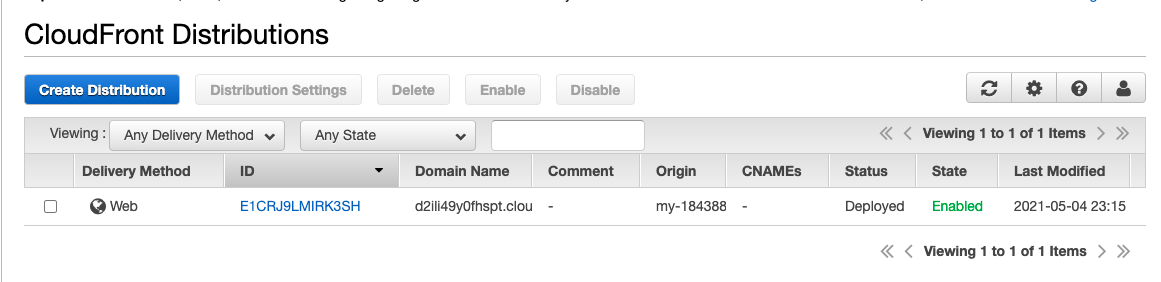 CloudFront Distributions
Create Distribution Distribution Settings Delete Enable Disable
Viewing : Any Delivery Method Any State Viewing 1 to 1 of 1 Items
Delivery Method ID Domain Name Comment Origin CNAMEs Status State Last Modified
Web E1CRJ9LMIRK3SH d2ili49y0fhspt.clou - my-184388 - Deployed Enabled 2021-05-04 23:15
Viewing 1 to 1 of 1 Items